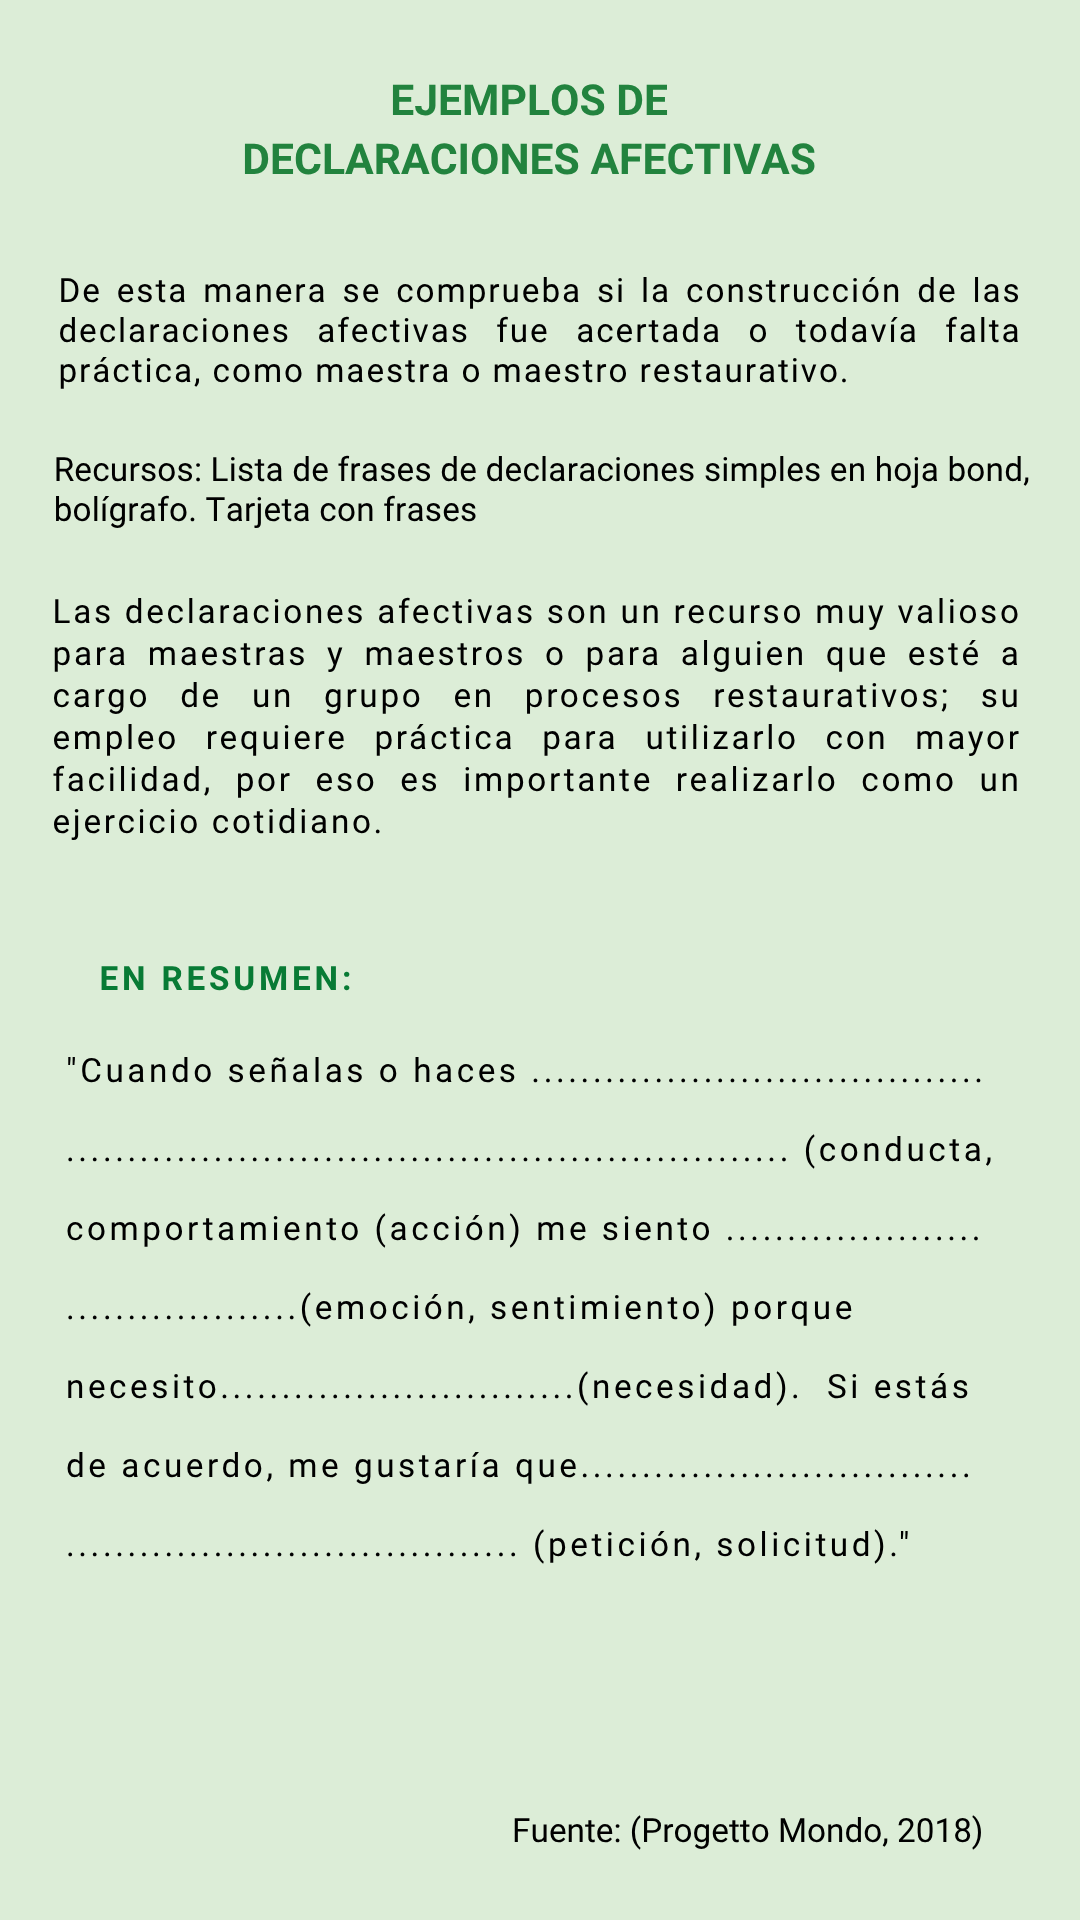 EJEMPLOS DE
DECLARACIONES AFECTIVAS
De esta manera se comprueba si la construcción de las
declaraciones afectivas fue acertada o todavía falta
práctica, como maestra o maestro restaurativo.
Recursos: Lista de frases de declaraciones simples en hoja bond,
bolígrafo. Tarjeta con frases
Las declaraciones afectivas son un recurso muy valioso
para maestras y maestros o para alguien que esté a
cargo de un grupo en procesos restaurativos; su
empleo requiere práctica para utilizarlo con mayor
facilidad, por eso es importante realizarlo como un
ejercicio cotidiano.
EN RESUMEN:
"Cuando señalas o haces .....................................
........................................................... (conducta,
comportamiento (acción) me siento .....................
...................(emoción, sentimiento) porque
necesito.............................(necesidad).  Si estás
de acuerdo, me gustaría que................................
..................................... (petición, solicitud)."
Fuente: (Progetto Mondo, 2018)